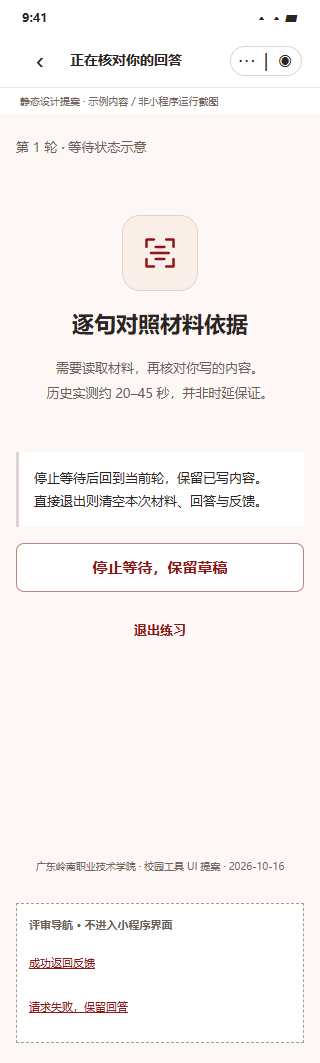 9:41
正在核对你的回答
静态设计提案 · 示例内容 / 非小程序运行截图
第 1 轮 · 等待状态示意
逐句对照材料依据
需要读取材料，再核对你写的内容。
历史实测约 20–45 秒，并非时延保证。
停止等待后回到当前轮，保留已写内容。
直接退出则清空本次材料、回答与反馈。
停止等待，保留草稿
退出练习
广东岭南职业技术学院 · 校园工具 UI 提案 · 2026-10-16
评审导航 · 不进入小程序界面
成功返回反馈
请求失败，保留回答